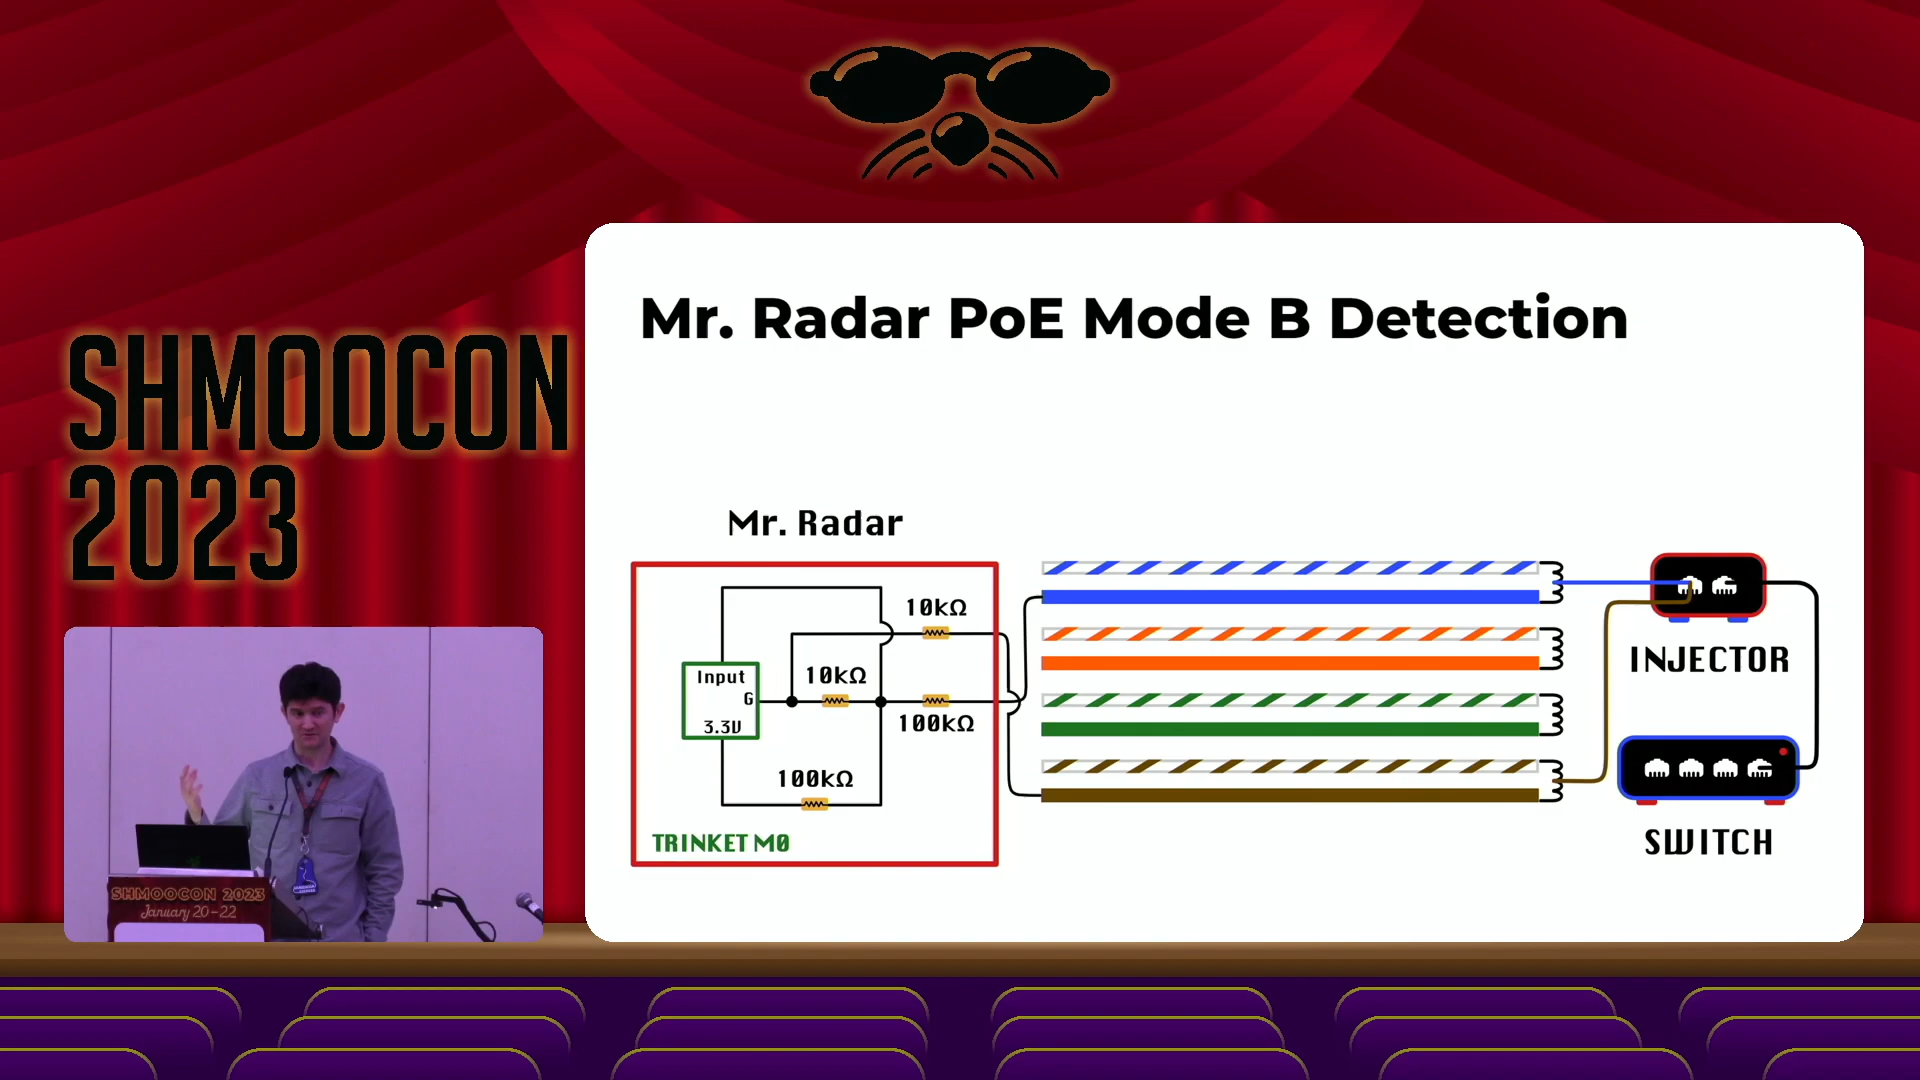 SHMOOCON
2023
Mr. Radar PoE Mode B Detection
Mr. Radar
10kΩ
Input
G
3.3V
10kΩ
100kΩ
100kΩ
TRINKET M0
INJECTOR
SWITCH
SHMOOCON 2023
January 20-22